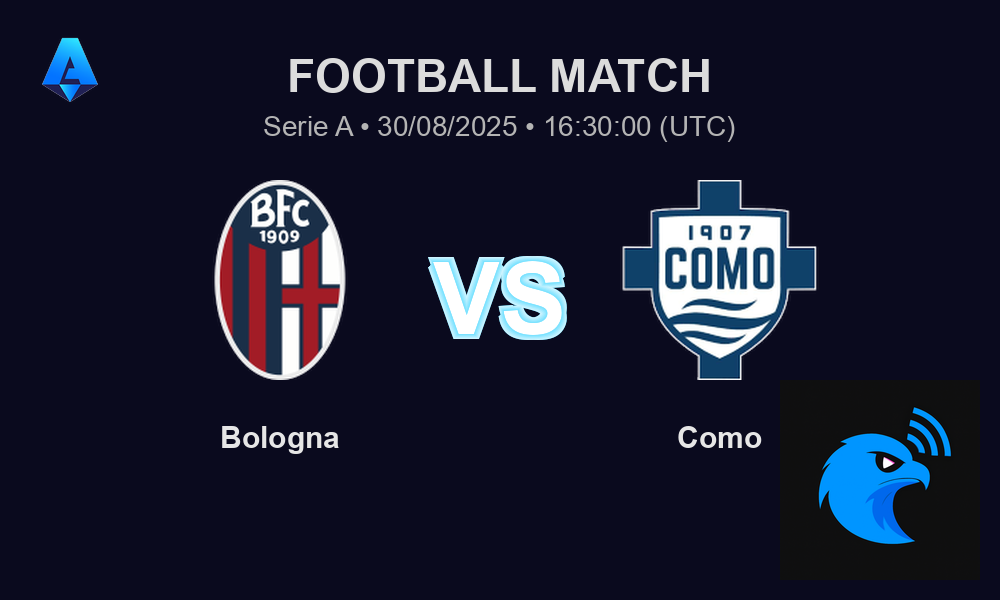 FOOTBALL MATCH
Serie A • 30/08/2025 • 16:30:00 (UTC)
BFC
1909
VS
1907
COMO
Bologna
Como